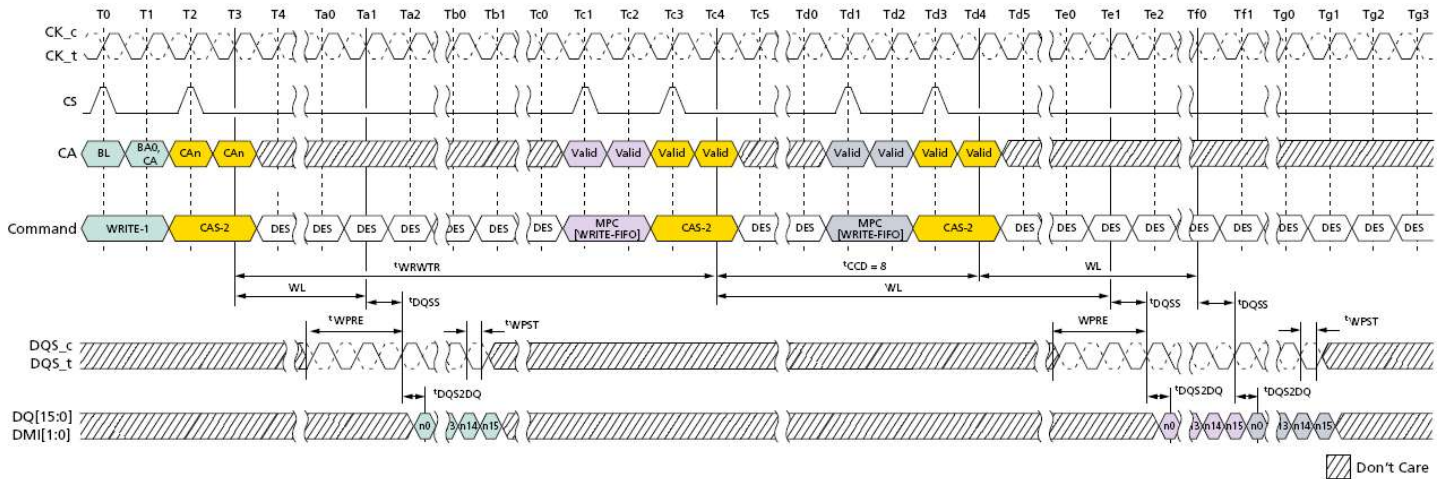 T0 T1 T2 T3 T4 Ta0 Ta1 Ta2 Tb0 Tb1 Tc0 Tc1 Tc2 Tc3 Tc4 Tc5 Td0 Td1 Td2 Td3 Td4 Td5 Te0 Te1 Te2 Tf0 Tf1 Tg0 Tg1 Tg2 Tg3
CK_c
CK_t
CS
CA BL BA0, CA CAn CAn Valid Valid Valid Valid Valid Valid Valid Valid
Command WRITE-1 CAS-2 DES DES DES DES DES DES DES MPC [WRITE-FIFO] CAS-2 DES DES MPC [WRITE-FIFO] CAS-2 DES DES DES DES DES DES DES DES DES DES
tWRWTR tCCD = 8 WL
WL tDQSS WL tDQSS tDQSS
tWPRE tWPST WPRE tWPST
DQS_c
DQS_t
tDQS2DQ tDQS2DQ tDQS2DQ
DQ[15:0]
DMI[1:0]
n0 n14 n15 n0 n14 n15 n0 n14 n15
Don't Care